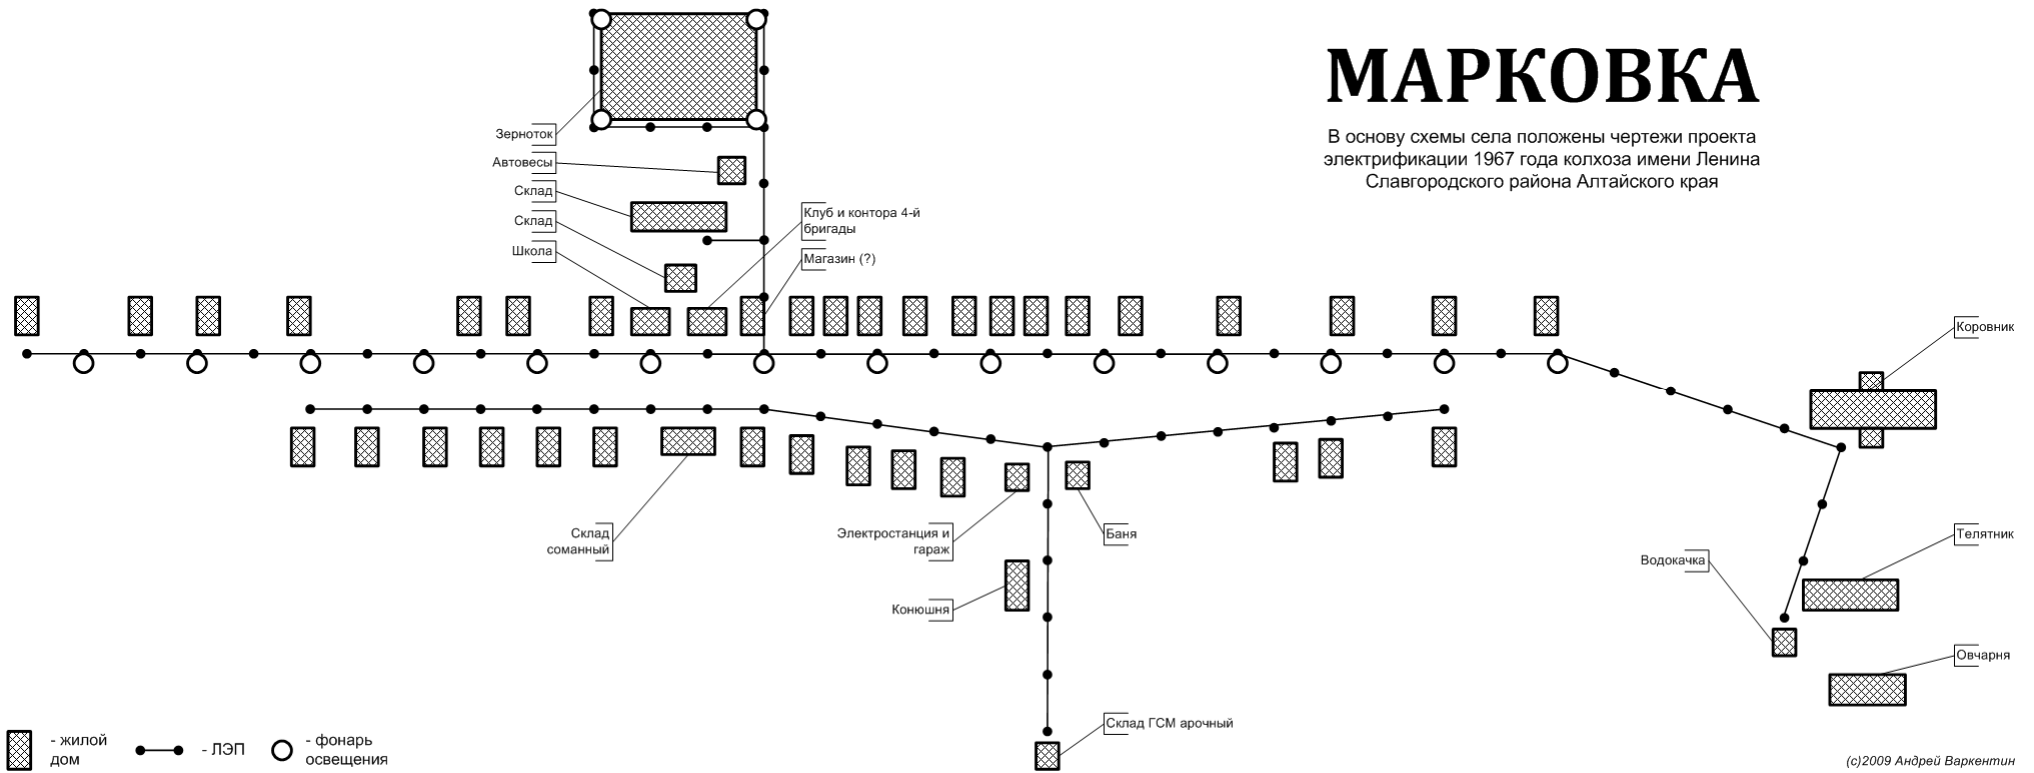 МАРКОВКА
В основу схемы села положены чертежи проекта
электрификации 1967 года колхоза имени Ленина
Славгородского района Алтайского края
Зерноток
Автовесы
Склад
Склад
Школа
Клуб и контора 4-й
бригады
Магазин (?)
Коровник
Склад
соманный
Электростанция и
гараж
Баня
Конюшня
Водокачка
Телятник
Овчарня
Склад ГСМ арочный
- жилой
дом
- ЛЭП
- фонарь
освещения
(c)2009 Андрей Варкентин